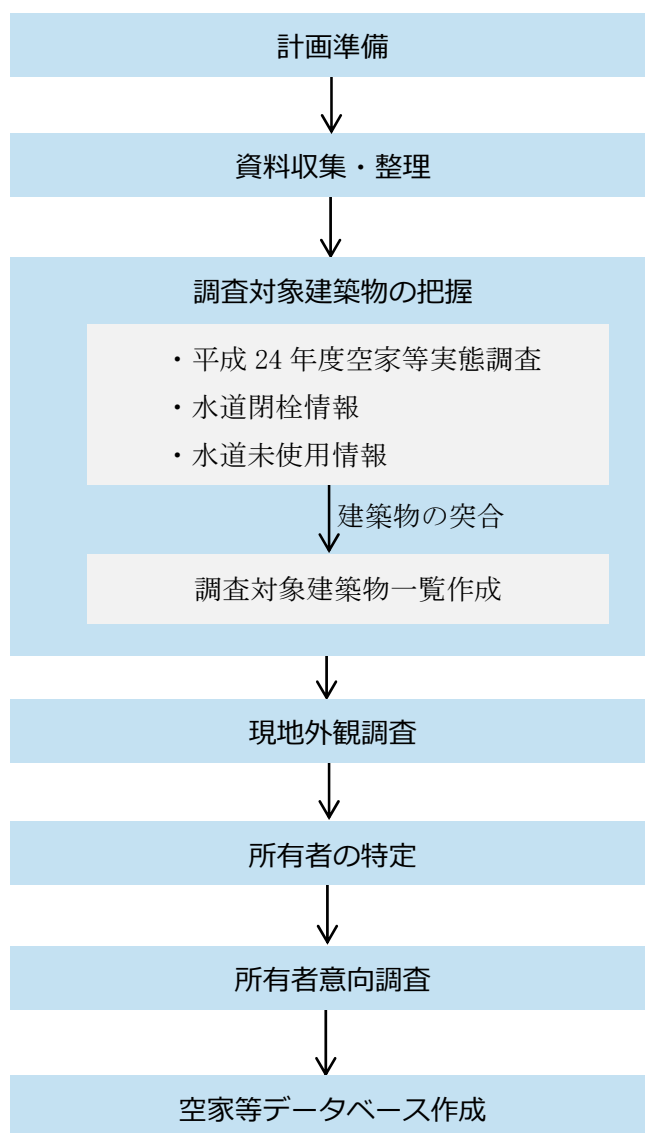 計画準備
資料収集・整理
調査対象建築物の把握
・平成 24 年度空家等実態調査
・水道閉栓情報
・水道未使用情報
建築物の突合
調査対象建築物一覧作成
現地外観調査
所有者の特定
所有者意向調査
空家等データベース作成